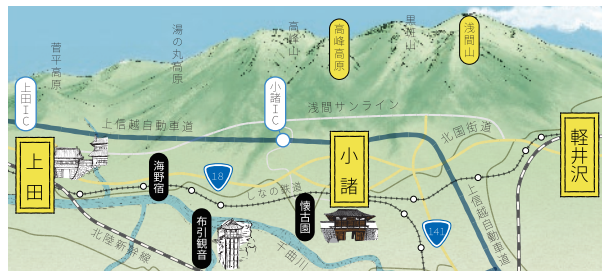 菅平高原
湯の丸高原
高峰山
高峰高原
黒斑山
浅間山
上田IC
小諸IC
浅間サンライン
上信越自動車道
北国街道
軽井沢
上田
小諸
海野宿
18
しなの鉄道
懐古園
布引観音
北陸新幹線
千曲川
141
上信越自動車道